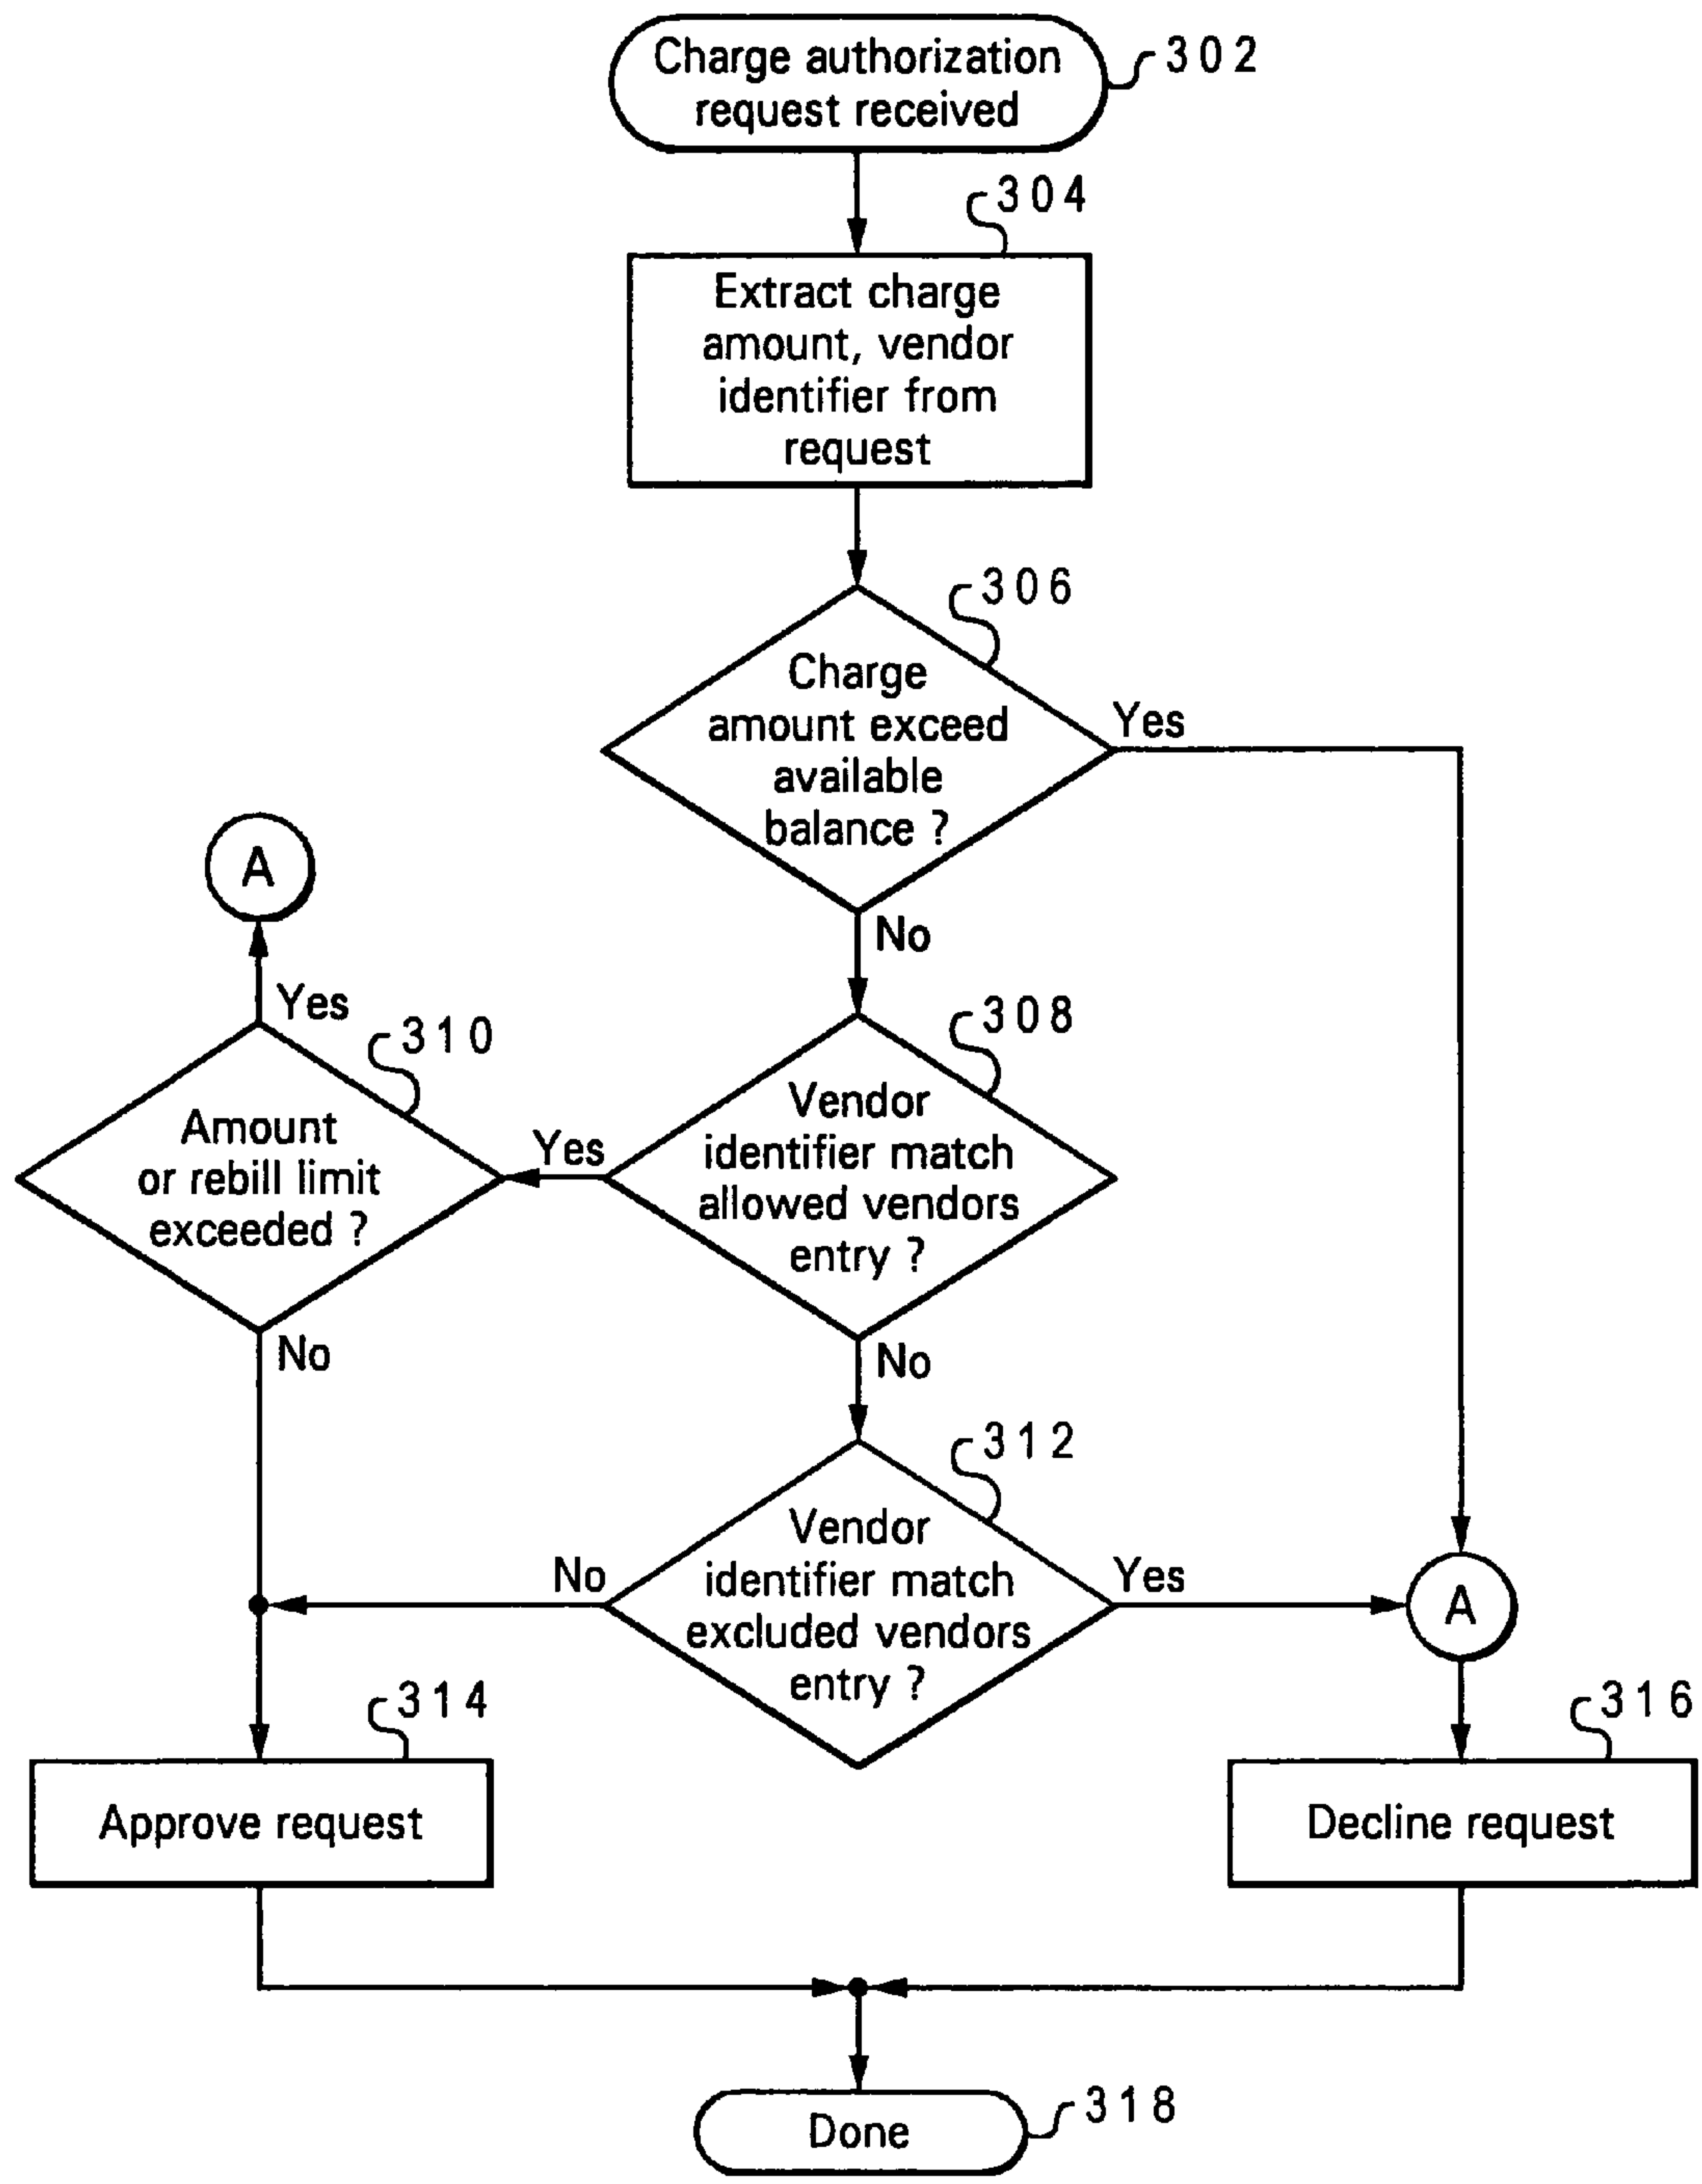 Charge authorization
request received
302
304
Extract charge
amount, vendor
identifier from
request
306
Charge
amount exceed
available
balance ?
Yes
No
A
Yes
310
Amount
or rebill limit
exceeded ?
No
308
Vendor
identifier match
allowed vendors
entry ?
Yes
No
312
Vendor
identifier match
excluded vendors
entry ?
No
Yes
A
314
Approve request
316
Decline request
Done
318